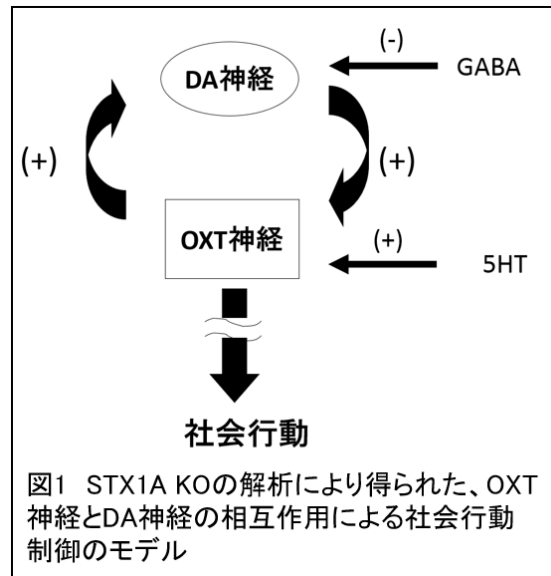 (-)
DA神経
GABA
(+)
(+)
OXT神経
(+)
5HT
社会行動
図1 STX1A KOの解析により得られた、OXT
神経とDA神経の相互作用による社会行動
制御のモデル